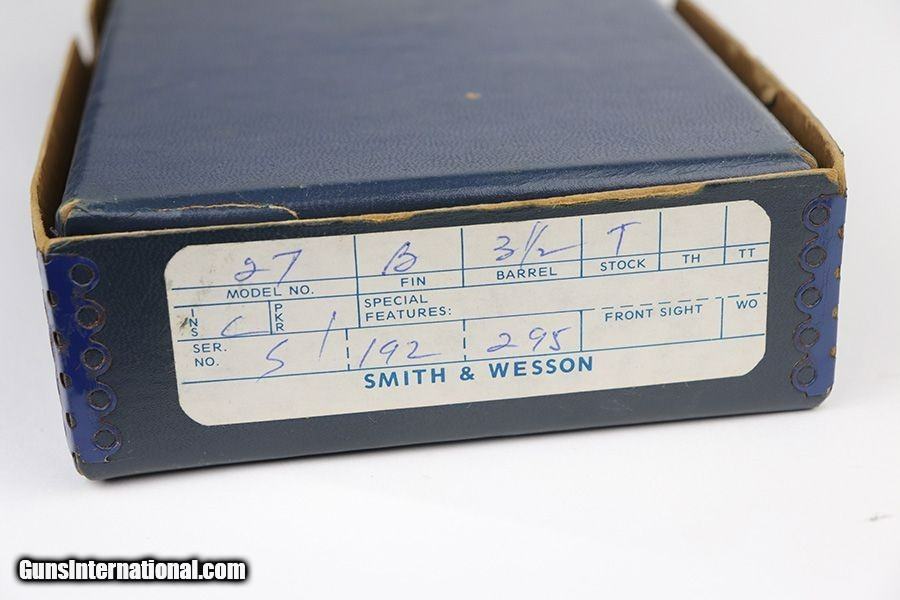 27 B 3 1/2 T
MODEL NO. FIN BARREL STOCK TH TT
INS C PKR SPECIAL FEATURES: FRONT SIGHT WO
SER. NO. S 192 295
SMITH & WESSON
GunsInternational.com